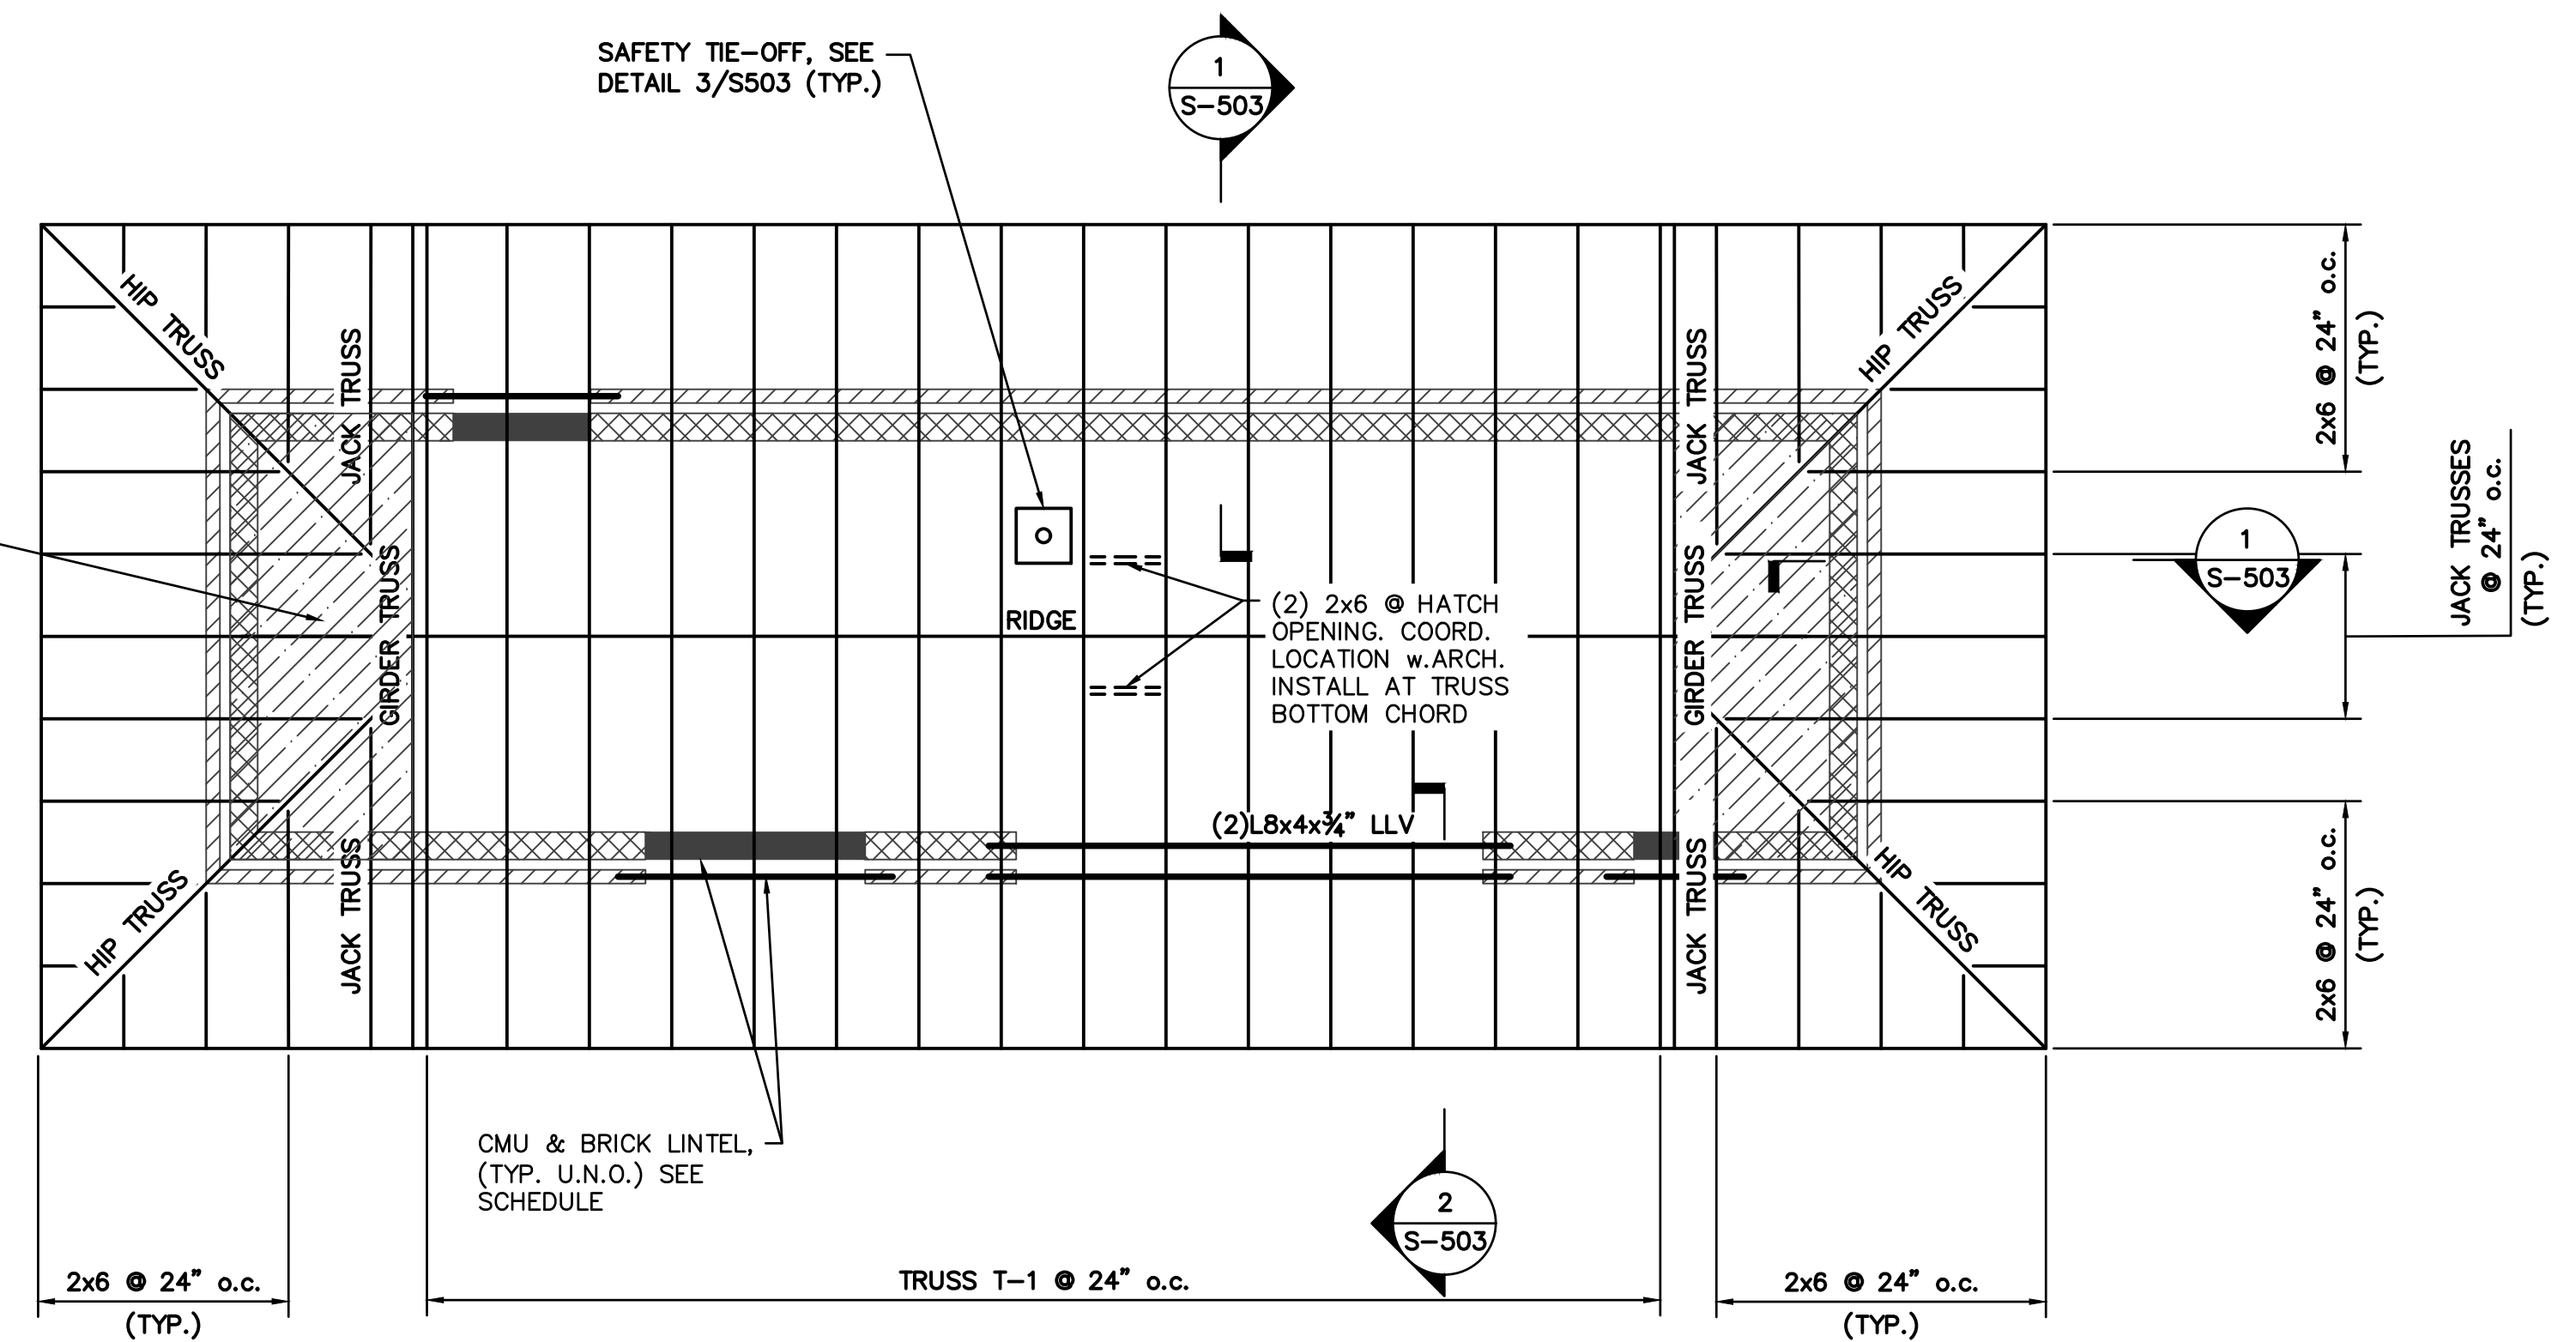 SAFETY TIE-OFF, SEE
DETAIL 3/S503 (TYP.)
1
S-503
HIP TRUSS
JACK TRUSS
JACK TRUSS
HIP TRUSS
2x6 @ 24" o.c.
(TYP.)
GIRDER TRUSS
RIDGE
(2) 2x6 @ HATCH
OPENING. COORD.
LOCATION w.ARCH.
INSTALL AT TRUSS
BOTTOM CHORD
GIRDER TRUSS
1
S-503
JACK TRUSSES
@ 24" o.c.
(TYP.)
(2)L8x4x¾" LLV
HIP TRUSS
JACK TRUSS
JACK TRUSS
HIP TRUSS
2x6 @ 24" o.c.
(TYP.)
CMU & BRICK LINTEL,
(TYP. U.N.O.) SEE
SCHEDULE
2
S-503
2x6 @ 24" o.c.
(TYP.)
TRUSS T-1 @ 24" o.c.
2x6 @ 24" o.c.
(TYP.)